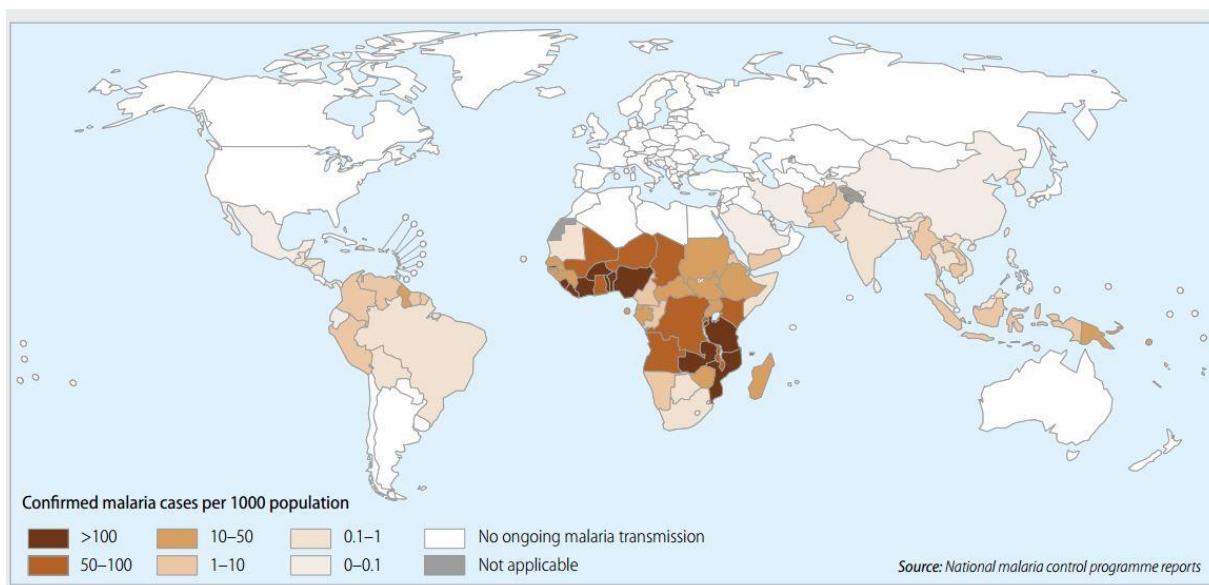 Confirmed malaria cases per 1000 population
>100 10–50 0.1–1 No ongoing malaria transmission
50–100 1–10 0–0.1 Not applicable
Source: National malaria control programme reports